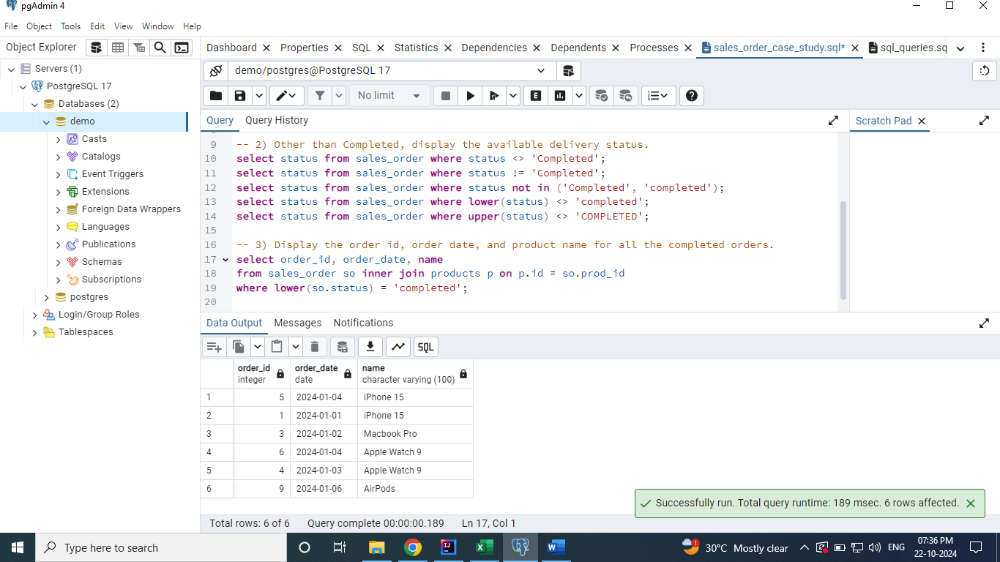 pgAdmin 4
File Object Tools Edit View Window Help
Object Explorer
Dashboard Properties SQL Statistics Dependencies Dependents Processes sales_order_case_study.sql* sql_queries.sq
Servers (1)
PostgreSQL 17
Databases (2)
demo
Casts
Catalogs
Event Triggers
Extensions
Foreign Data Wrappers
Languages
Publications
Schemas
Subscriptions
postgres
Login/Group Roles
Tablespaces
demo/postgres@PostgreSQL 17
No limit
E
Query Query History
Scratch Pad
9 -- 2) Other than Completed, display the available delivery status.
10 select status from sales_order where status <> 'Completed';
11 select status from sales_order where status != 'Completed';
12 select status from sales_order where status not in ('Completed', 'completed');
13 select status from sales_order where lower(status) <> 'completed';
14 select status from sales_order where upper(status) <> 'COMPLETED';
15
16 -- 3) Display the order id, order date, and product name for all the completed orders.
17 select order_id, order_date, name
18 from sales_order so inner join products p on p.id = so.prod_id
19 where lower(so.status) = 'completed';
20
Data Output Messages Notifications
SQL
order_id order_date name
integer date character varying (100)
1 5 2024-01-04 iPhone 15
2 1 2024-01-01 iPhone 15
3 3 2024-01-02 Macbook Pro
4 6 2024-01-04 Apple Watch 9
5 4 2024-01-03 Apple Watch 9
6 9 2024-01-06 AirPods
Successfully run. Total query runtime: 189 msec. 6 rows affected.
Total rows: 6 of 6 Query complete 00:00:00.189 Ln 17, Col 1
Type here to search
1
30°C Mostly clear
ENG
07:36 PM
22-10-2024